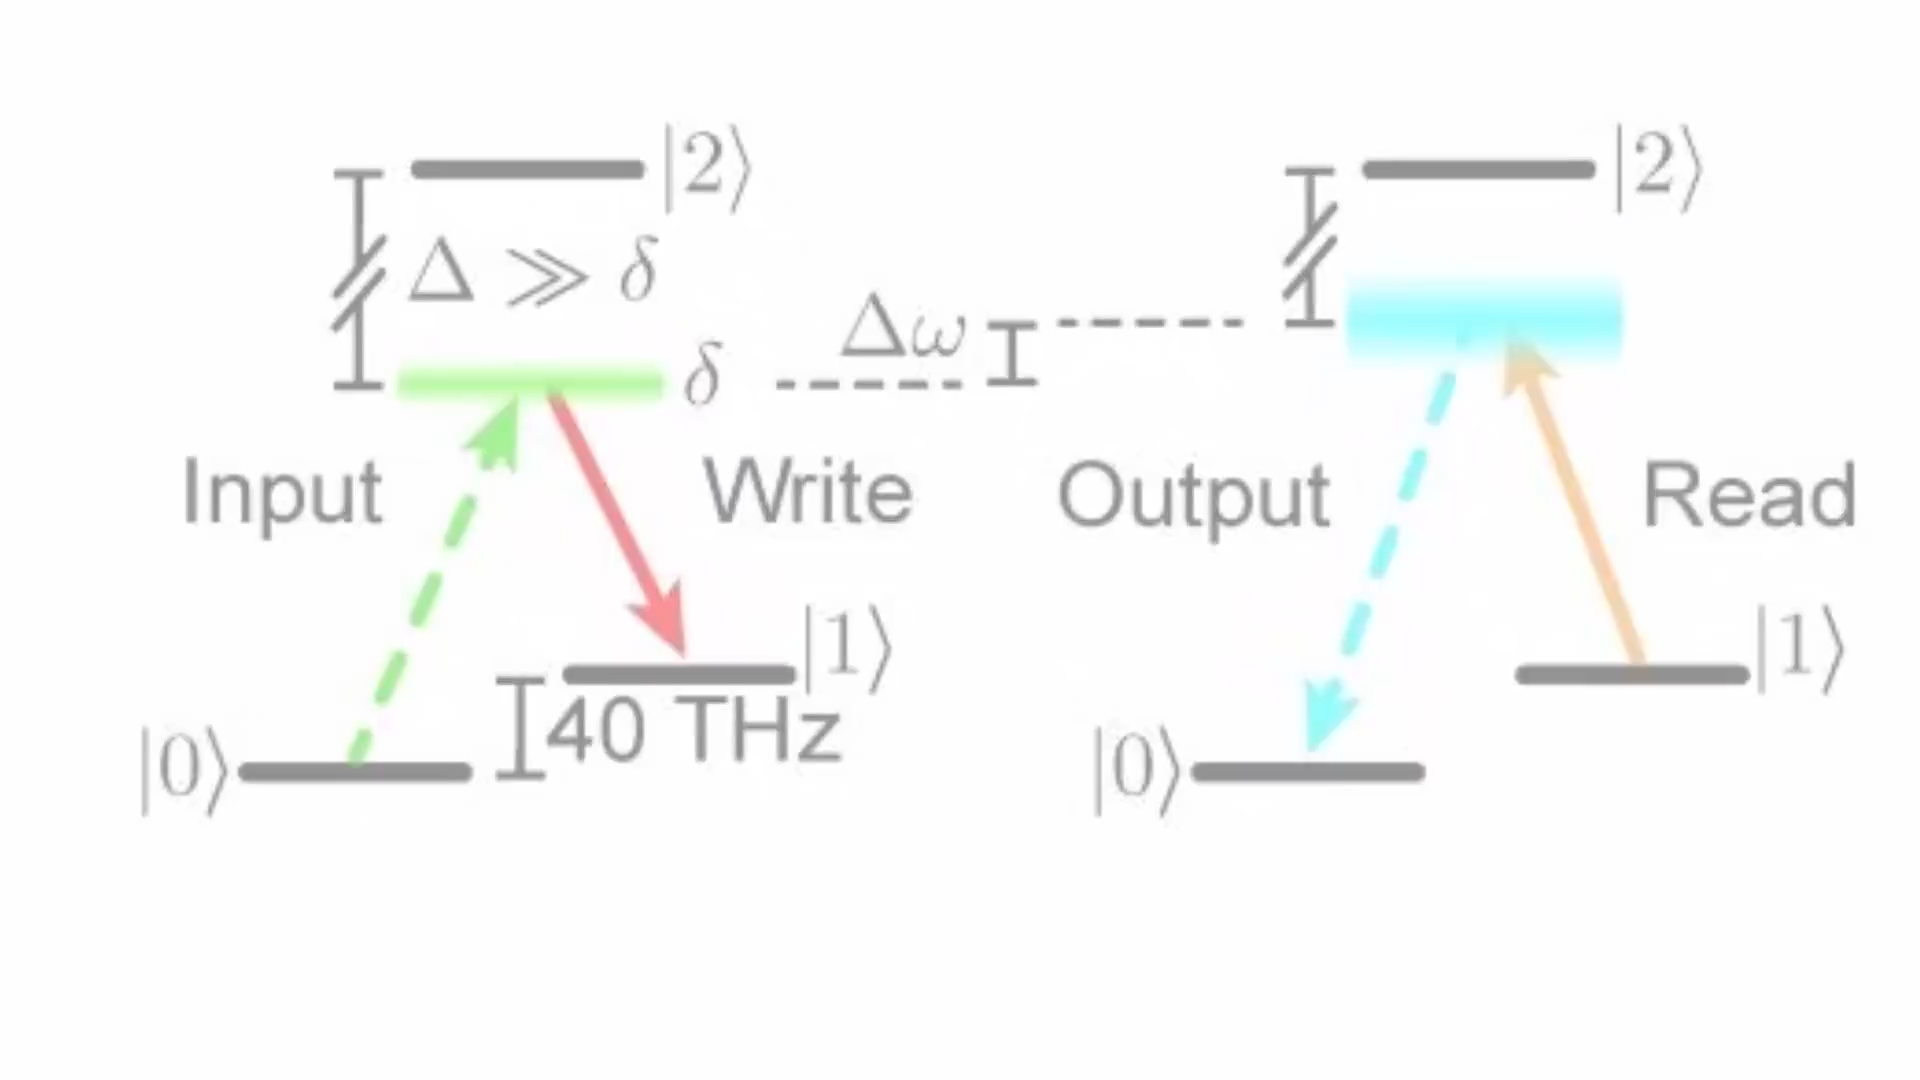 |2⟩
|2⟩
Δ ≫ δ
Δω
δ
Input
Write
Output
Read
|1⟩
|1⟩
40 THz
|0⟩
|0⟩